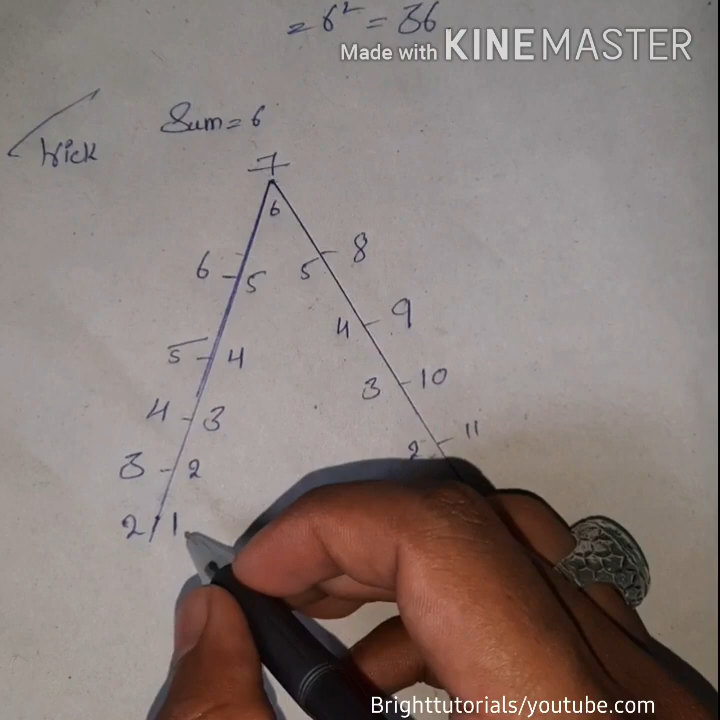 = 6² = 36
Made with KINEMASTER
Sum = 6
trick
7
6
6 5 5 8
5 4 4 9
4 3 3 10
3 2 2 11
2 1
Brighttutorials/youtube.com